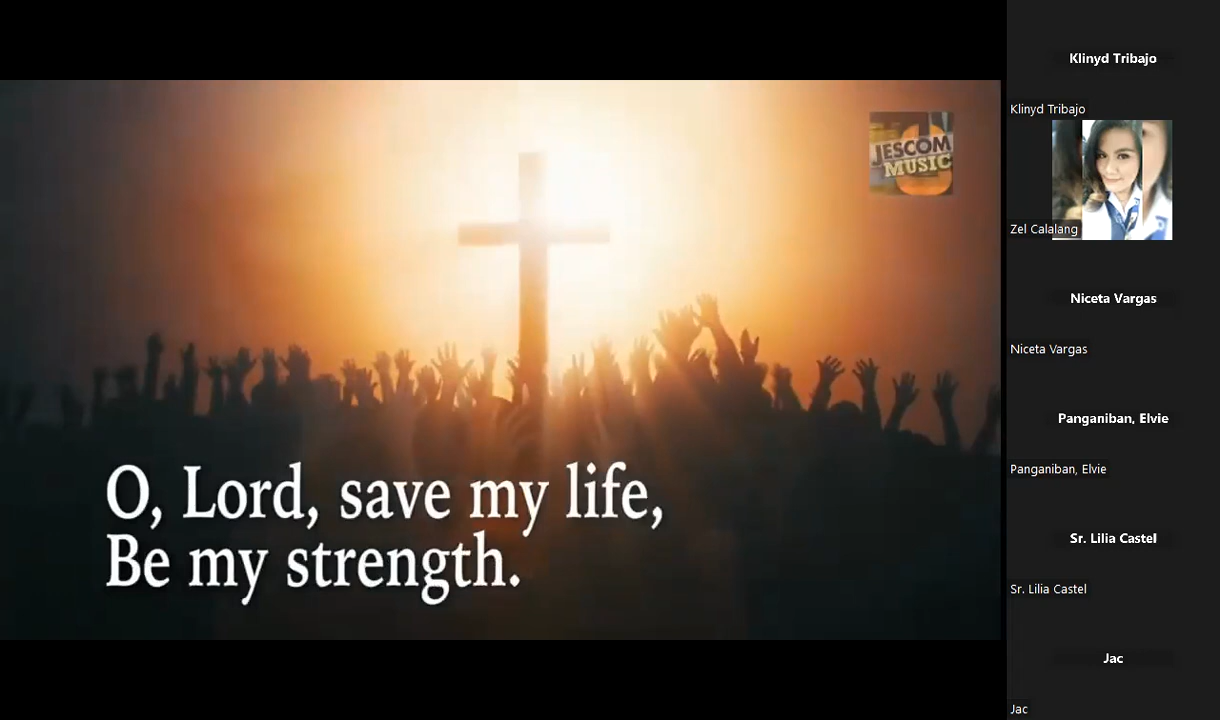 JESCOM
MUSIC
O, Lord, save my life,
Be my strength.
Klinyd Tribajo
Klinyd Tribajo
Zel Calalang
Niceta Vargas
Niceta Vargas
Panganiban, Elvie
Panganiban, Elvie
Sr. Lilia Castel
Sr. Lilia Castel
Jac
Jac